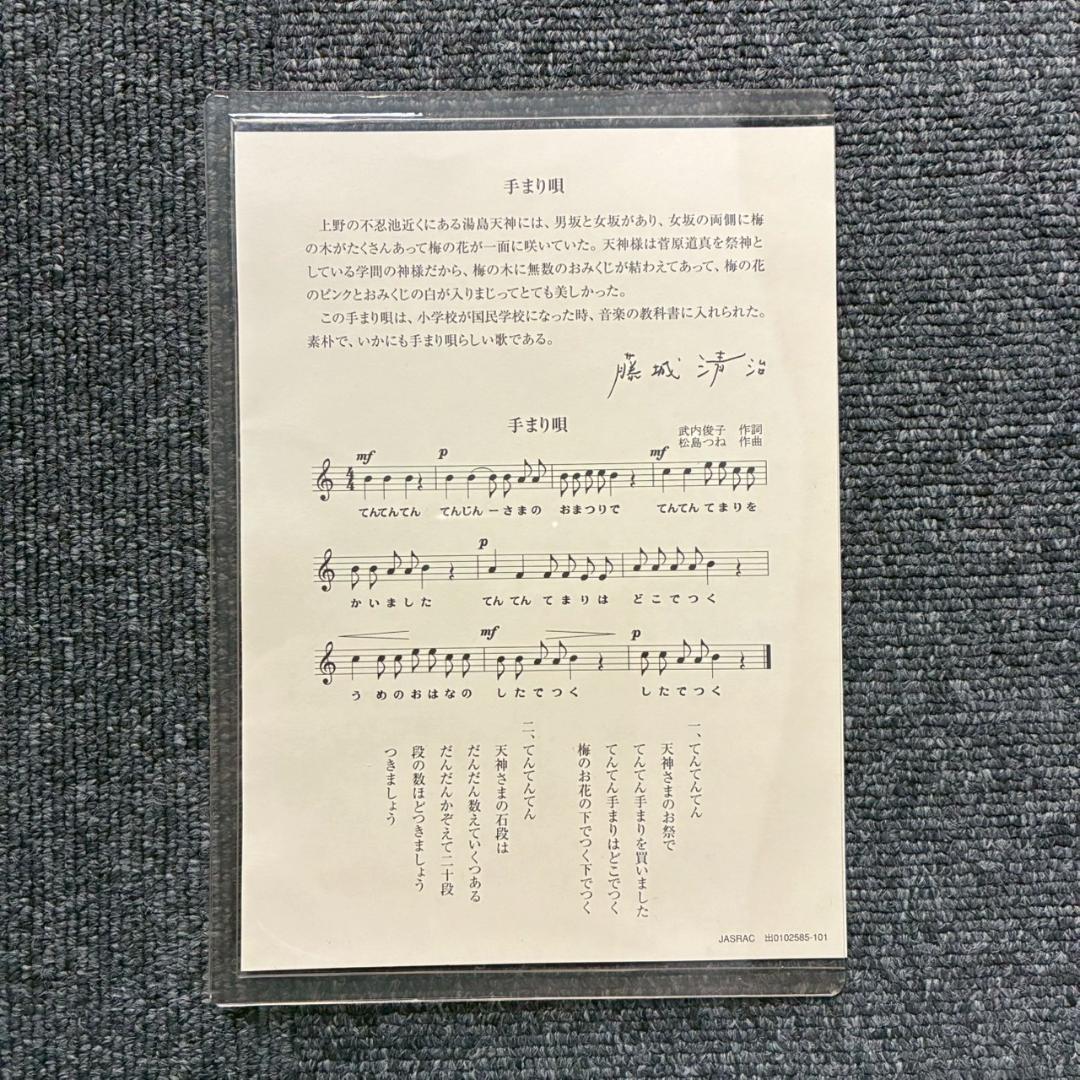 手まり唄
上野の不忍池近くにある湯島天神には、男坂と女坂があり、女坂の両側に梅
の木がたくさんあって梅の花が一面に咲いていた。天神様は菅原道真を祭神と
している学問の神様だから、梅の木に無数のおみくじが結わえてあって、梅の花
のピンクとおみくじの白が入りまじってとても美しかった。
この手まり唄は、小学校が国民学校になった時、音楽の教科書に入れられた。
素朴で、いかにも手まり唄らしい歌である。
藤城清治
手まり唄
武内俊子 作詞
松島つね 作曲
mf p mf
4/4
てんてんてん てんじんーさまの おまつりで てんてんてまりを
p
かいました てんてんてまりは どこでつく
mf p
うめのおはなの したでつく したでつく
一、てんてんてん
天神さまのお祭で
てんてん手まりを買いました
てんてん手まりはどこでつく
梅のお花の下でつく下でつく
二、てんてんてん
天神さまの石段は
だんだん数えていくつある
だんだんかぞえて二十段
段の数ほどつきましょう
つきましょう
JASRAC 出0102585-101